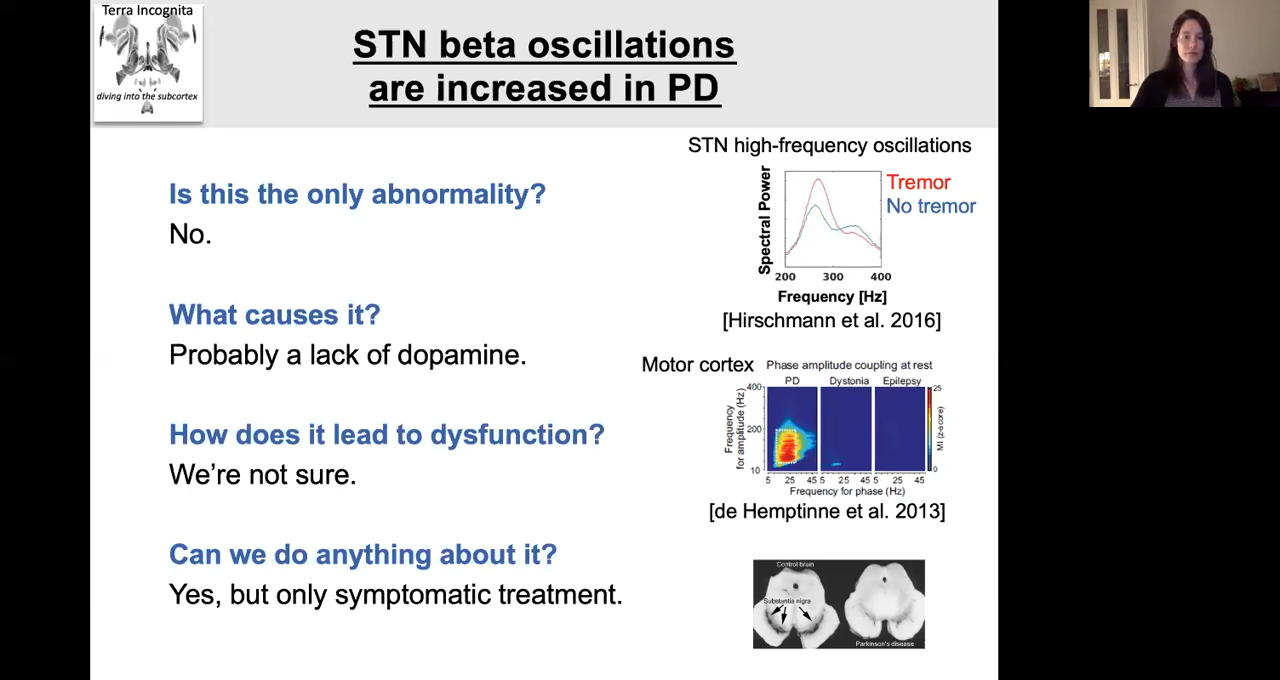 Terra Incognita
diving into the subcortex
STN beta oscillations
are increased in PD
Is this the only abnormality?
No.
What causes it?
Probably a lack of dopamine.
How does it lead to dysfunction?
We're not sure.
Can we do anything about it?
Yes, but only symptomatic treatment.
STN high-frequency oscillations
Spectral Power
Tremor
No tremor
200 300 400
Frequency [Hz]
[Hirschmann et al. 2016]
Motor cortex
Phase amplitude coupling at rest
PD Dystonia Epilepsy
Frequency
for amplitude (Hz)
400
200
10
25
0
MI (z-score)
5 25 45 5 25 45 5 25 45
Frequency for phase (Hz)
[de Hemptinne et al. 2013]
Control brain
Substantia nigra
Parkinson's disease